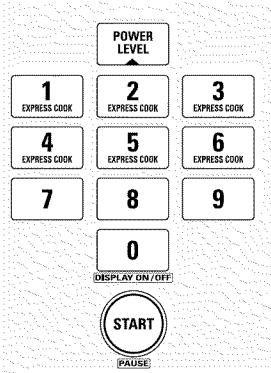 POWER
LEVEL
1 2 3
EXPRESS COOK EXPRESS COOK EXPRESS COOK
4 5 6
EXPRESS COOK EXPRESS COOK EXPRESS COOK
7 8 9
0
DISPLAY ON/OFF
START
PAUSE